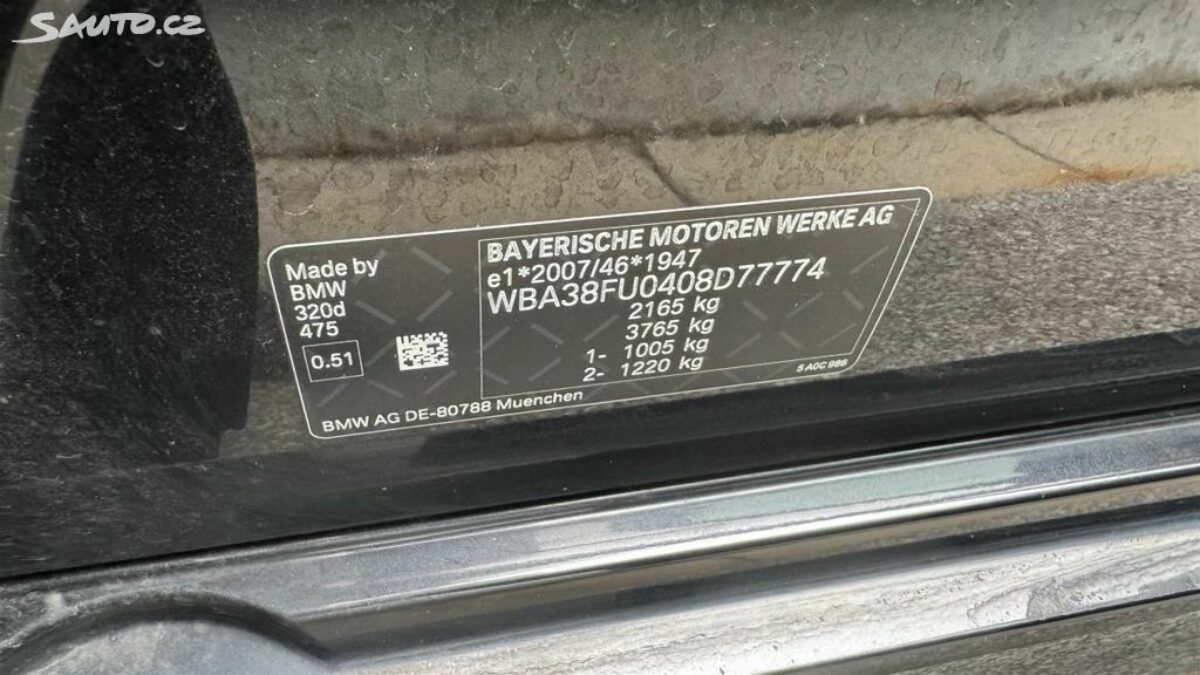 SAUTO.CZ
Made by
BMW
320d
475
0.51
BMW AG DE-80788 Muenchen
BAYERISCHE MOTOREN WERKE AG
e1*2007/46*1947
WBA38FU0408D77774
2165 kg
3765 kg
1- 1005 kg
2- 1220 kg
5 A0C 986